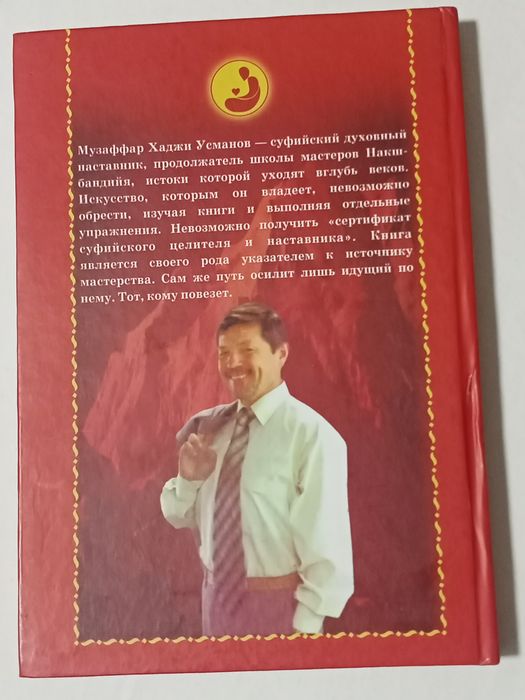 Музаффар Хаджи Усманов — суфийский духовный
наставник, продолжатель школы мастеров Накш-
бандийя, истоки которой уходят вглубь веков.
Искусство, которым он владеет, невозможно
обрести, изучая книги и выполняя отдельные
упражнения. Невозможно получить «сертификат
суфийского целителя и наставника». Книга
является своего рода указателем к источнику
мастерства. Сам же путь осилит лишь идущий по
нему. Тот, кому повезет.